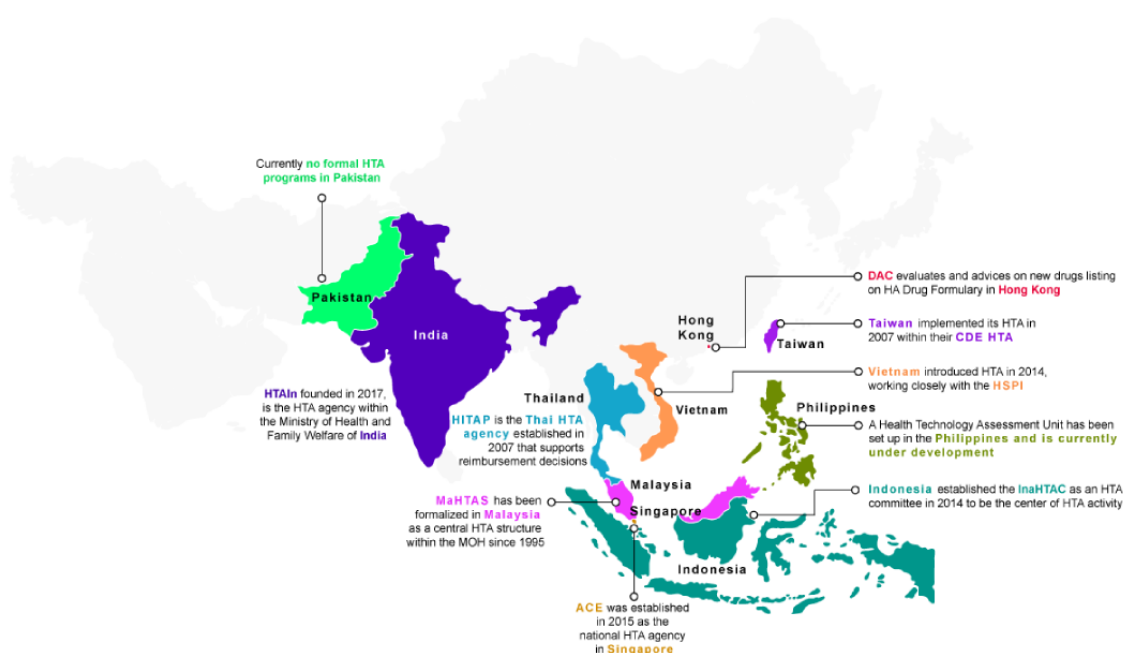 Currently no formal HTA
programs in Pakistan
Pakistan
India
HTAIn founded in 2017,
is the HTA agency within
the Ministry of Health and
Family Welfare of India
Thailand
HITAP is the Thai HTA
agency established in
2007 that supports
reimbursement decisions
MaHTAS has been
formalized in Malaysia
as a central HTA structure
within the MOH since 1995
Malaysia
Singapore
Indonesia
ACE was established
in 2015 as the
national HTA agency
in Singapore
Hong
Kong
Taiwan
Vietnam
Philippines
DAC evaluates and advices on new drugs listing
on HA Drug Formulary in Hong Kong
Taiwan implemented its HTA in
2007 within their CDE HTA
Vietnam introduced HTA in 2014,
working closely with the HSPI
A Health Technology Assessment Unit has been
set up in the Philippines and is currently
under development
Indonesia established the InaHTAC as an HTA
committee in 2014 to be the center of HTA activity